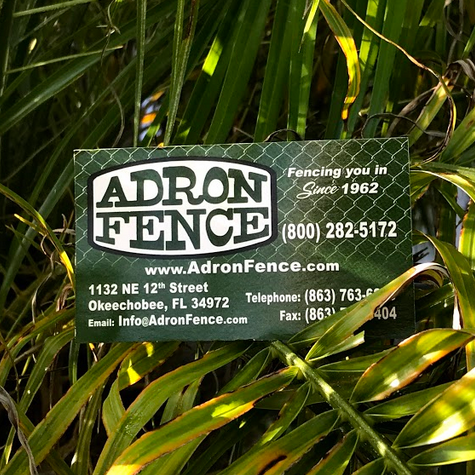 ADRON
FENCE
Fencing you in
Since 1962
(800) 282-5172
www.AdronFence.com
1132 NE 12th Street
Okeechobee, FL 34972
Email: Info@AdronFence.com
Telephone: (863)
Fax: (863)